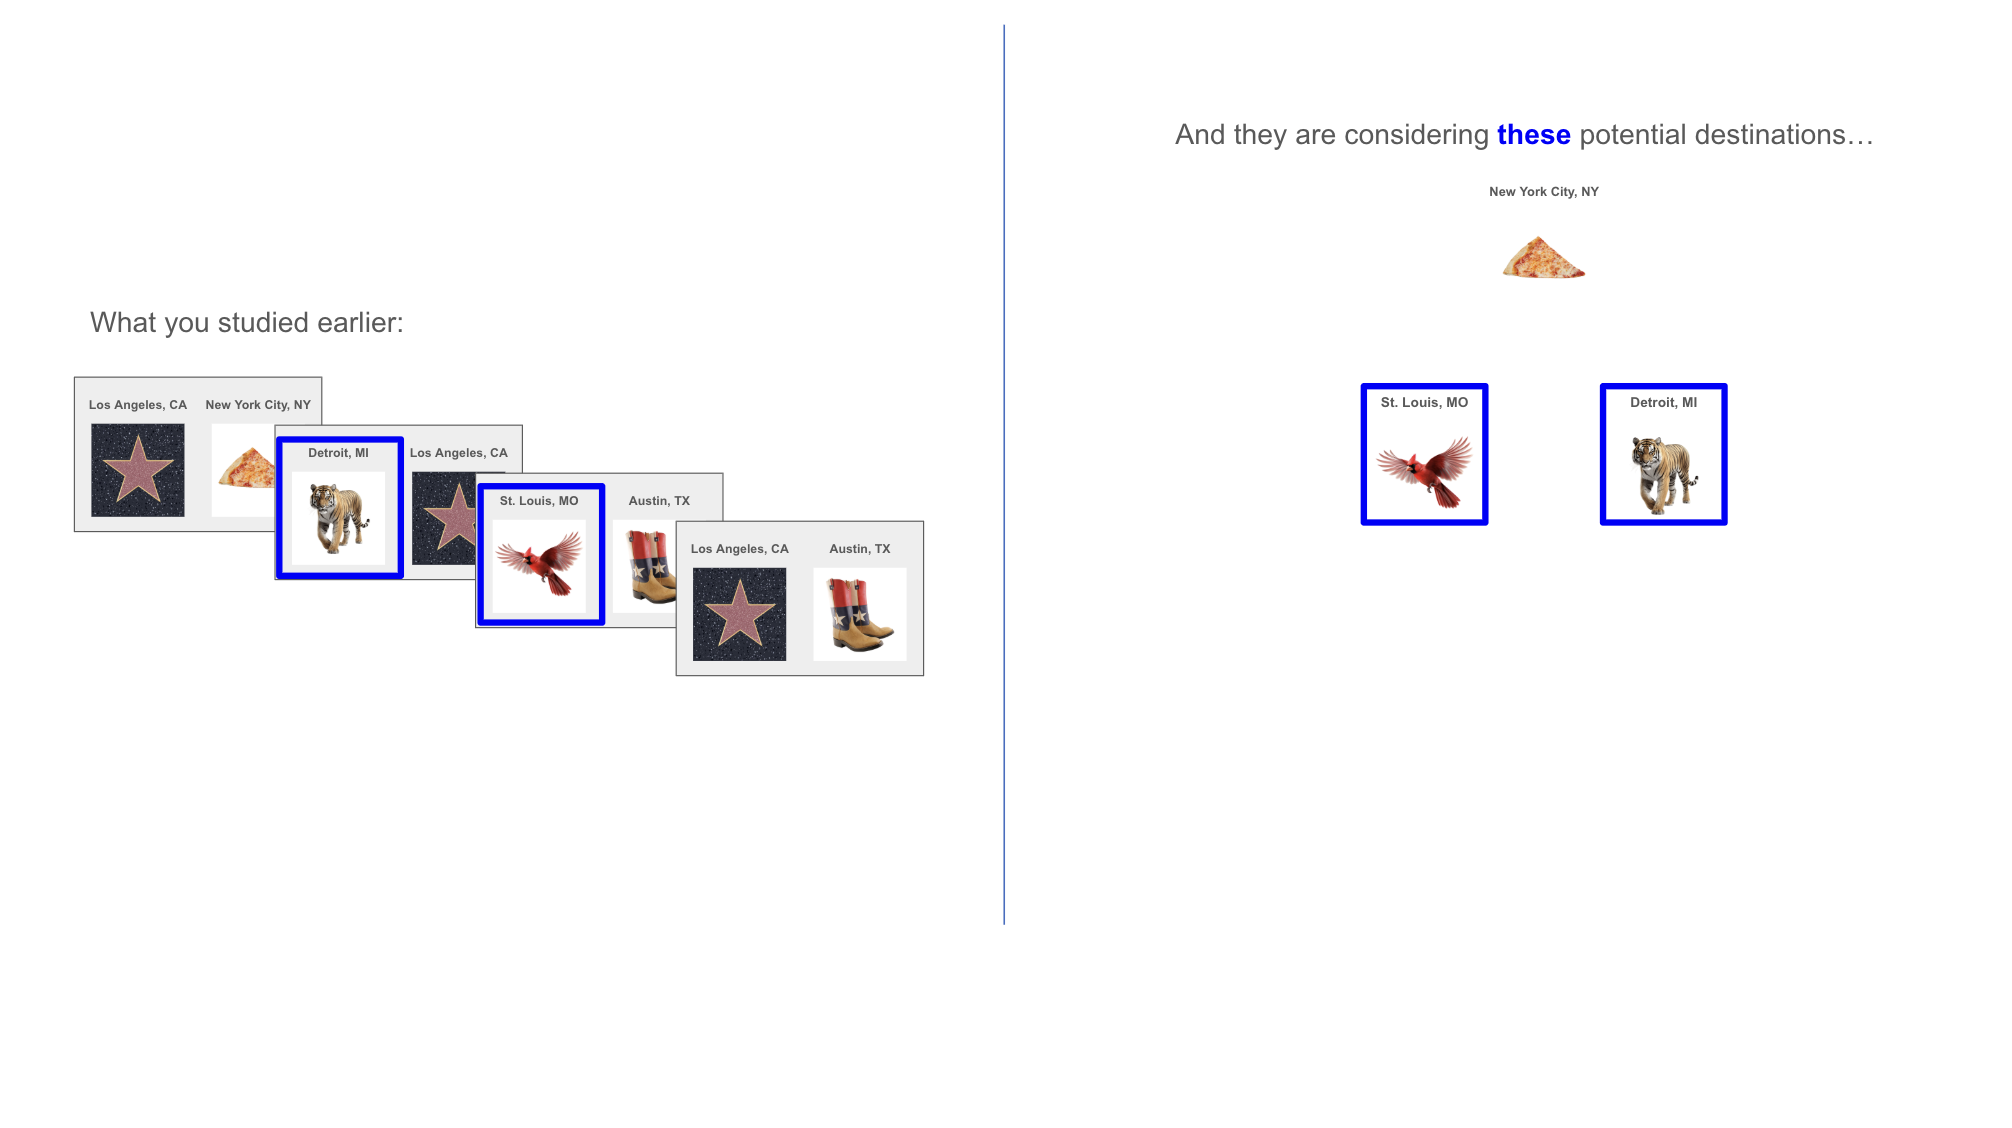 What you studied earlier:
Los Angeles, CA New York City, NY
Detroit, MI Los Angeles, CA
St. Louis, MO Austin, TX
Los Angeles, CA Austin, TX
And they are considering these potential destinations…
New York City, NY
St. Louis, MO Detroit, MI